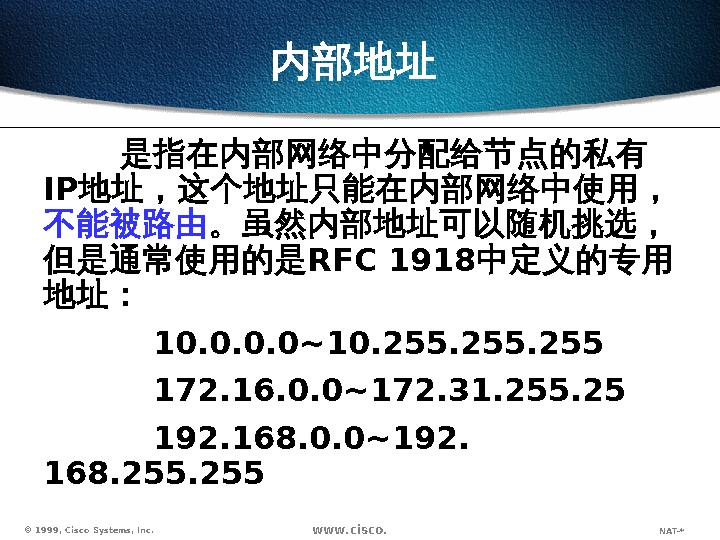 内部地址
是指在内部网络中分配给节点的私有
IP地址，这个地址只能在内部网络中使用，
不能被路由。虽然内部地址可以随机挑选，
但是通常使用的是RFC 1918中定义的专用
地址：
10.0.0.0~10.255.255.255
172.16.0.0~172.31.255.25
192.168.0.0~192.
168.255.255
© 1999, Cisco Systems, Inc.
www.cisco.
NAT-*